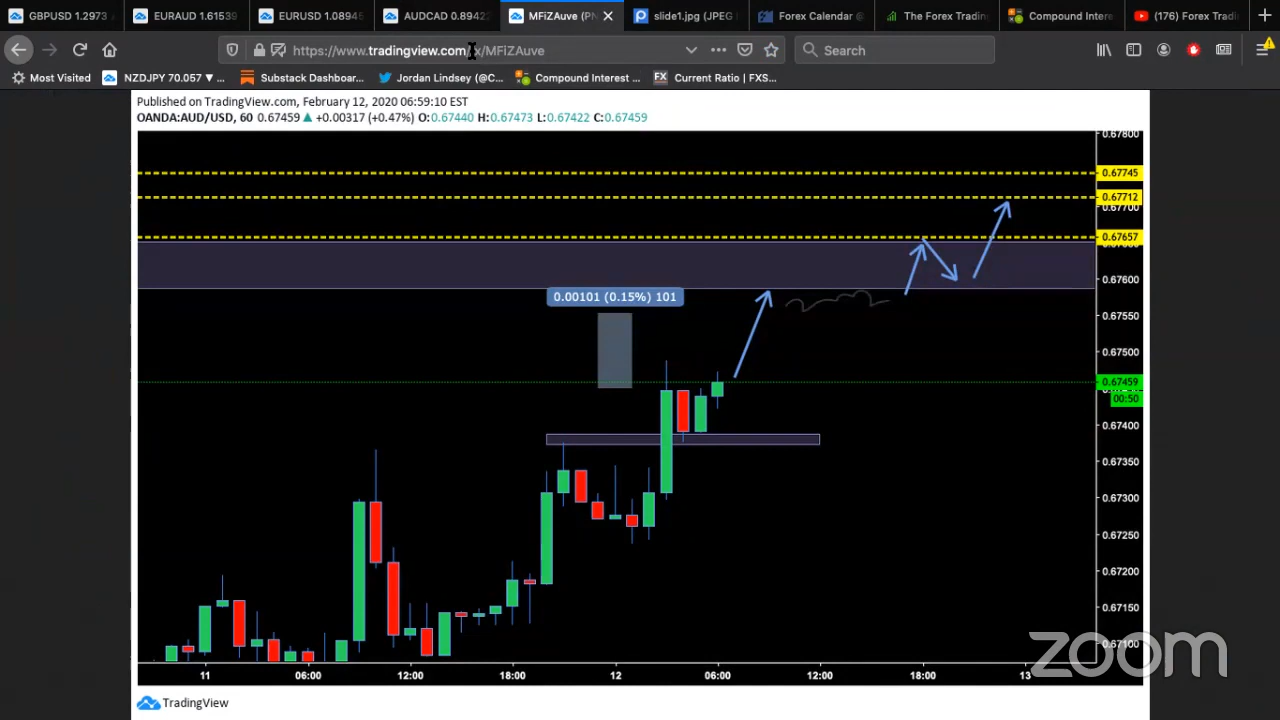 GBPUSD 1.2973
EURAUD 1.61539
EURUSD 1.08945
AUDCAD 0.89422
MFiZAuve (PN
slide1.jpg (JPEG I
Forex Calendar @
The Forex Tradin
Compound Intere
(176) Forex Tradi
https://www.tradingview.com/x/MFiZAuve
Search
Most Visited
NZDJPY 70.057 ▼ ...
Substack Dashboar...
Jordan Lindsey (@C...
Compound Interest ...
FX Current Ratio | FXS...
Published on TradingView.com, February 12, 2020 06:59:10 EST
OANDA:AUD/USD, 60 0.67459 ▲ +0.00317 (+0.47%) O:0.67440 H:0.67473 L:0.67422 C:0.67459
0.67800
0.67745
0.67712
0.67700
0.67657
0.67600
0.00101 (0.15%) 101
0.67550
0.67500
0.67459
00:50
0.67400
0.67350
0.67300
0.67250
0.67200
0.67150
0.67100
11 06:00 12:00 18:00 12 06:00 12:00 18:00 13
zoom
TradingView